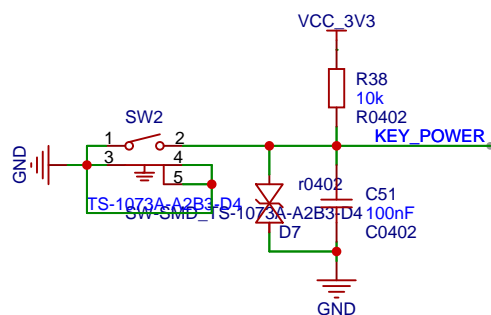 VCC_3V3
R38
10k
R0402
SW2
1
2
KEY_POWER
3
4
GND
5
r0402
C51
TS-1073A-A2B3-D4
100nF
SW-SMD_TS-1073A-A2B3-D4
D7
C0402
GND